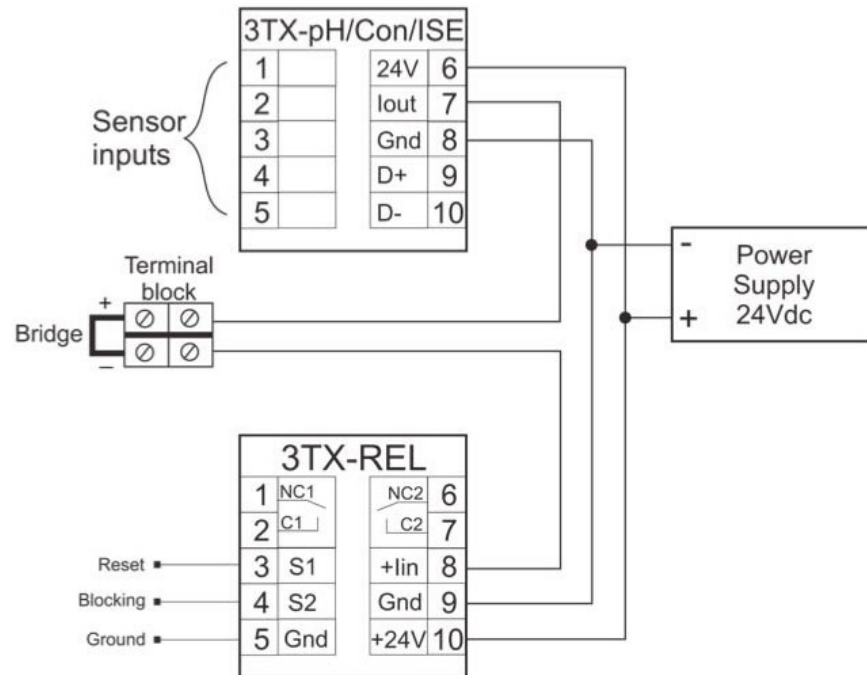 3TX-pH/Con/ISE
1 24V 6
2 Iout 7
3 Gnd 8
4 D+ 9
5 D- 10
Sensor
inputs
Power
Supply
24Vdc
-
+
Terminal
block
+
Bridge
–
3TX-REL
1 NC1 NC2 6
2 C1 C2 7
Reset 3 S1 +Iin 8
Blocking 4 S2 Gnd 9
Ground 5 Gnd +24V 10